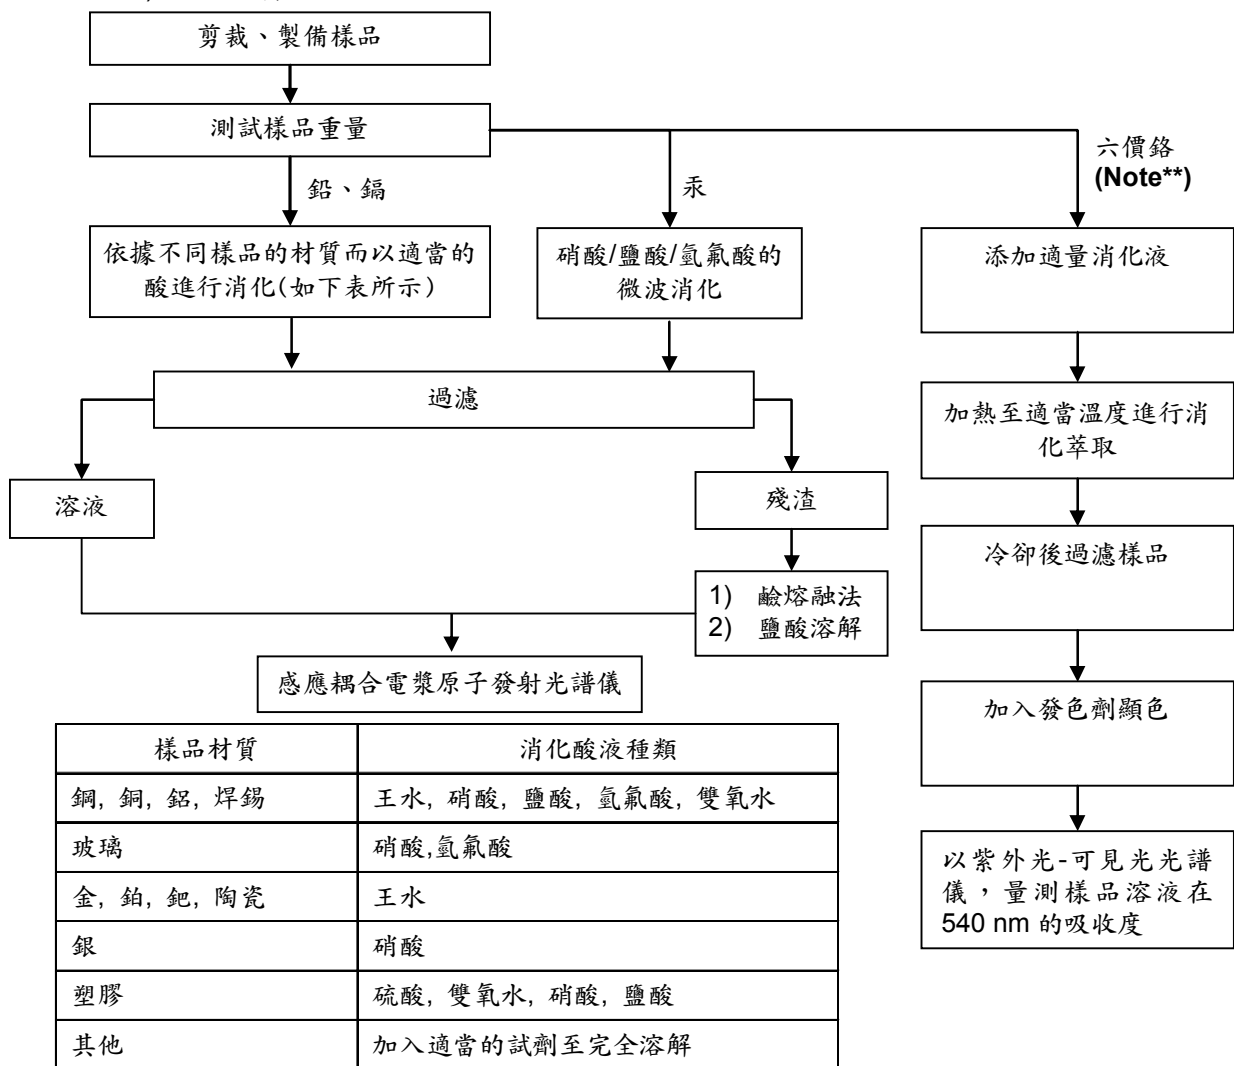 剪裁、製備樣品
測試樣品重量
鉛、鎘
汞
六價鉻
(Note**)
依據不同樣品的材質而以適當的
酸進行消化(如下表所示)
硝酸/鹽酸/氫氟酸的
微波消化
添加適量消化液
過濾
加熱至適當溫度進行消
化萃取
溶液
殘渣
冷卻後過濾樣品
1) 鹼熔融法
2) 鹽酸溶解
感應耦合電漿原子發射光譜儀
加入發色劑顯色
以紫外光-可見光光譜
儀，量測樣品溶液在
540 nm 的吸收度
樣品材質 消化酸液種類
鋼, 銅, 鋁, 焊錫 王水, 硝酸, 鹽酸, 氫氟酸, 雙氧水
玻璃 硝酸,氫氟酸
金, 鉑, 鈀, 陶瓷 王水
銀 硝酸
塑膠 硫酸, 雙氧水, 硝酸, 鹽酸
其他 加入適當的試劑至完全溶解